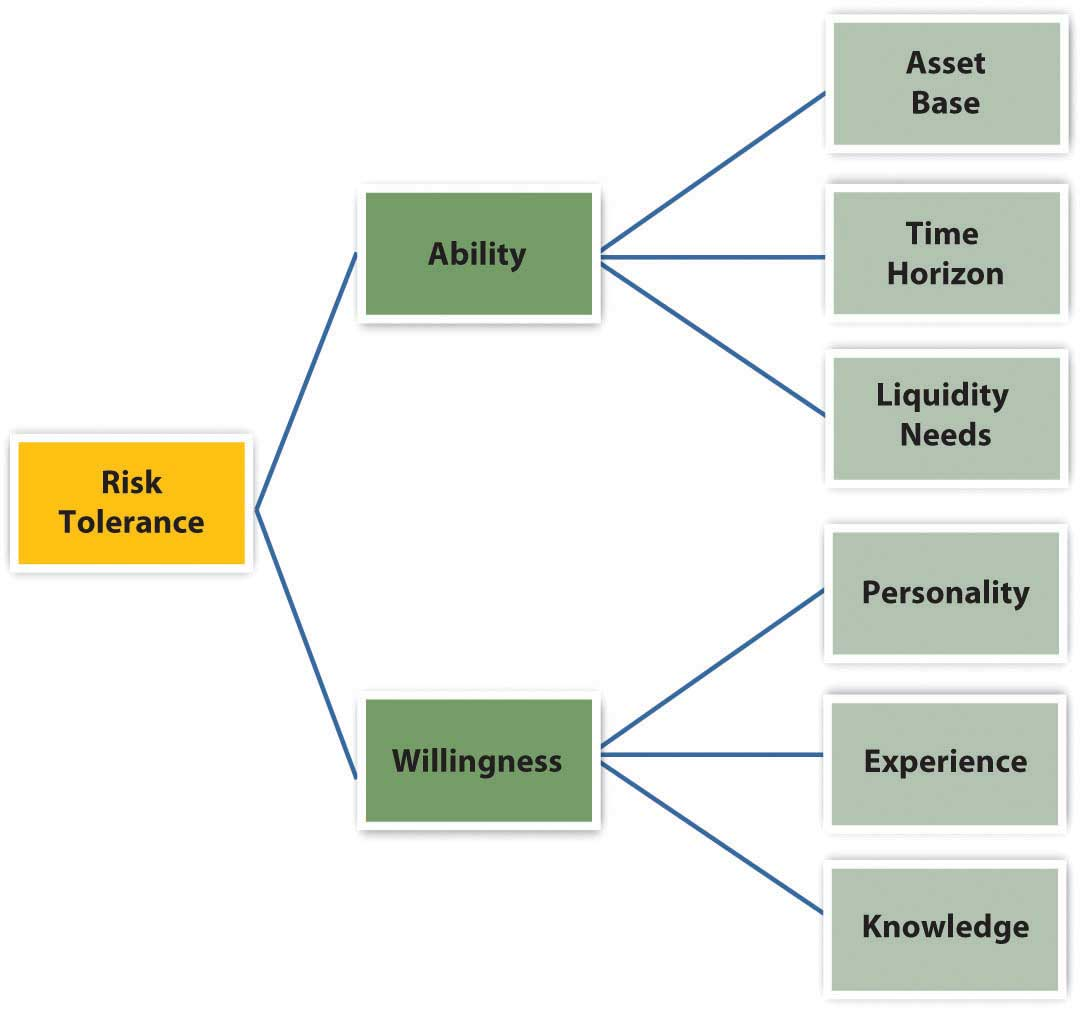 Risk
Tolerance
Ability
Asset
Base
Time
Horizon
Liquidity
Needs
Willingness
Personality
Experience
Knowledge